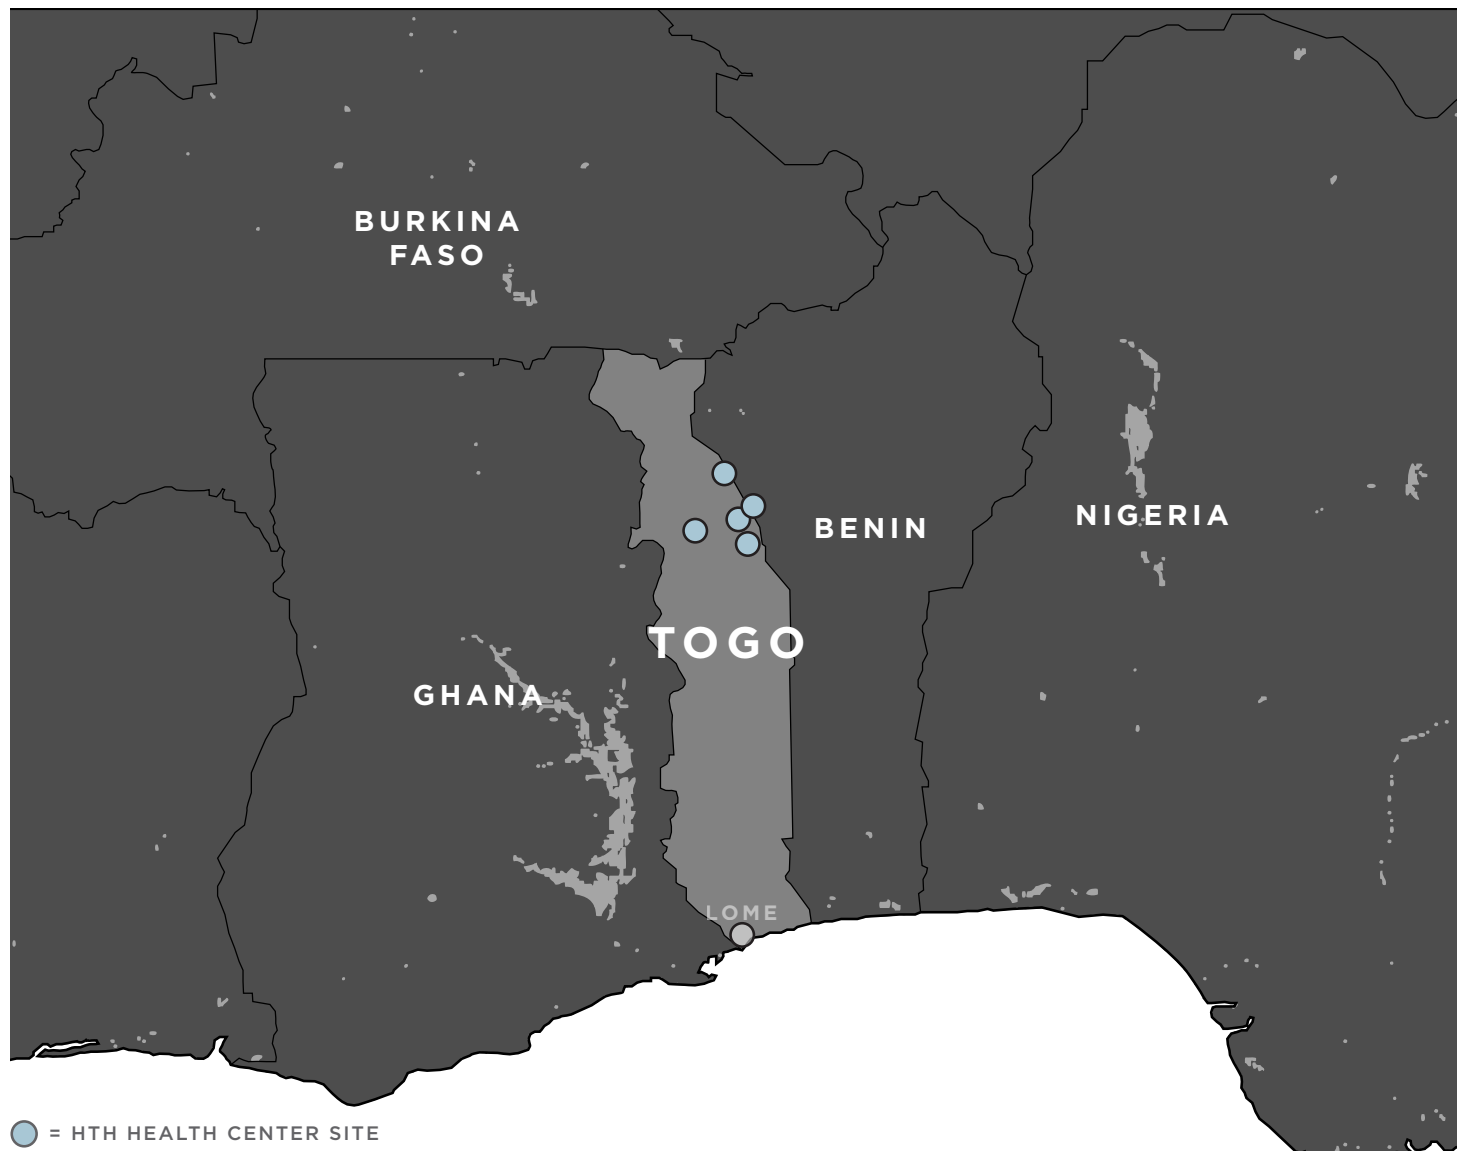 BURKINA
FASO
NIGERIA
BENIN
TOGO
GHANA
LOME
= HTH HEALTH CENTER SITE